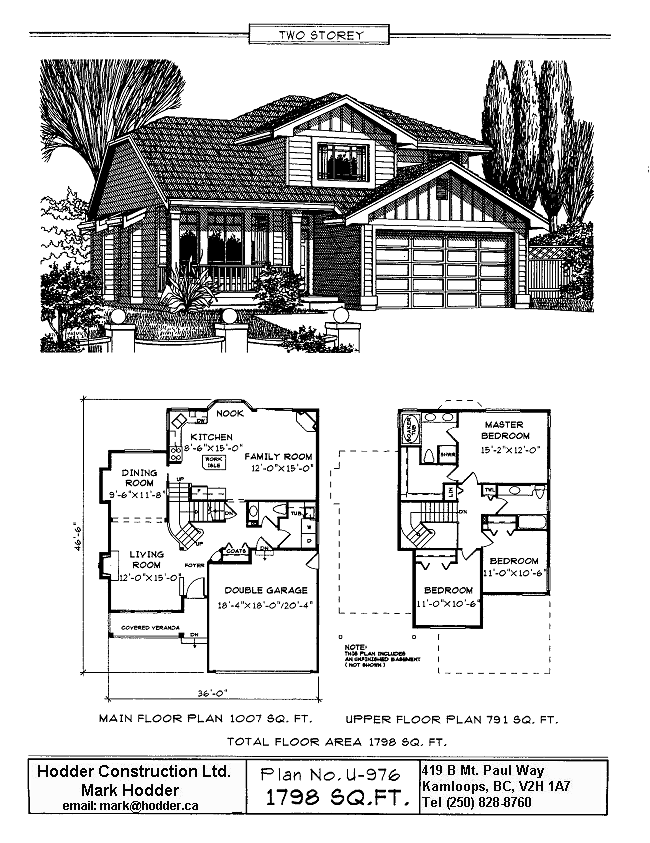 TWO STOREY
NOOK
DW
KITCHEN
8'-6"X15'-0"
WORK
ISLE
FAMILY ROOM
12'-0"X15'-0"
DINING
ROOM
9'-6"X11'-8"
UP
DN
TUB
W
D
UP
LIVING
ROOM
12'-0"X15'-0"
FOYER
COATS
DN
DOUBLE GARAGE
18'-4"X18'-0"/20'-4"
COVERED VERANDA
DN
46'-6"
36'-0"
SOAKER
TUB
SHWR
MASTER
BEDROOM
15'-2"X12'-0"
LIN
TWL
DN
BEDROOM
11'-0"X10'-6"
BEDROOM
11'-0"X10'-6"
NOTE:
THIS PLAN INCLUDES
AN UNFINISHED BASEMENT
( NOT SHOWN )
MAIN FLOOR PLAN 1007 SQ. FT.
UPPER FLOOR PLAN 791 SQ. FT.
TOTAL FLOOR AREA 1798 SQ. FT.
Hodder Construction Ltd.
Mark Hodder
email: mark@hodder.ca
Plan No. U-976
1798 SQ.FT.
419 B Mt. Paul Way
Kamloops, BC, V2H 1A7
Tel (250) 828-8760